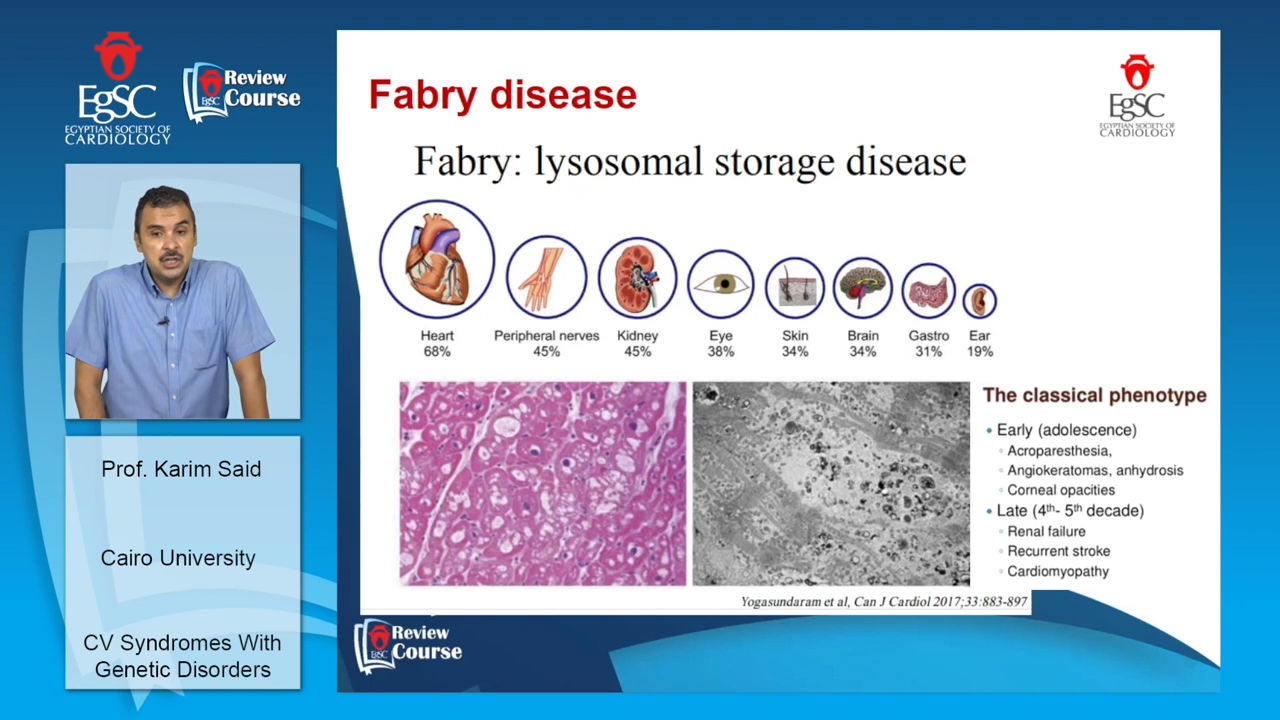 EgSC
EGYPTIAN SOCIETY OF
CARDIOLOGY
EgSC
Review
Course
Prof. Karim Said
Cairo University
CV Syndromes With
Genetic Disorders
Fabry disease
EgSC
EGYPTIAN SOCIETY OF
CARDIOLOGY
Fabry: lysosomal storage disease
Heart Peripheral nerves Kidney Eye Skin Brain Gastro Ear
68% 45% 45% 38% 34% 34% 31% 19%
The classical phenotype
• Early (adolescence)
◦ Acroparesthesia,
◦ Angiokeratomas, anhydrosis
◦ Corneal opacities
• Late (4th- 5th decade)
◦ Renal failure
◦ Recurrent stroke
◦ Cardiomyopathy
Yogasundaram et al, Can J Cardiol 2017;33:883-897
EgSC
Review
Course